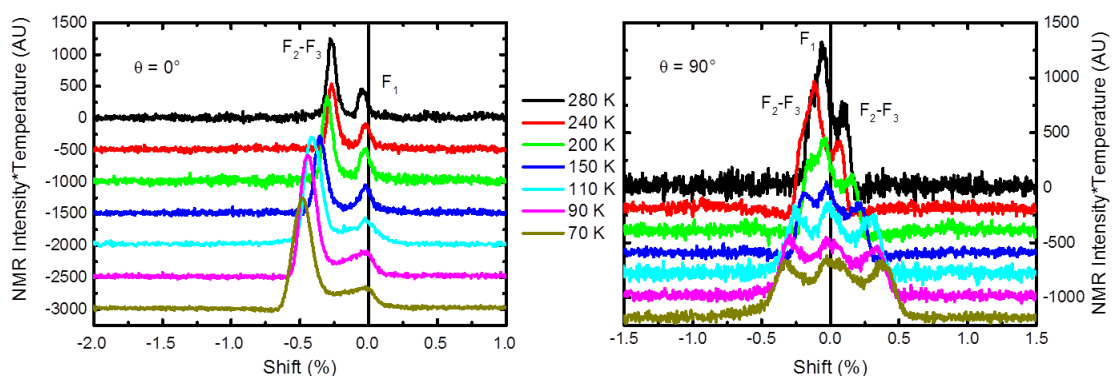 NMR Intensity*Temperature (AU)
1500
1000
500
0
-500
-1000
-1500
-2000
-2500
-3000
-2.0 -1.5 -1.0 -0.5 0.0 0.5 1.0
Shift (%)
θ = 0°
F₂-F₃
F₁
280 K
240 K
200 K
150 K
110 K
90 K
70 K
θ = 90°
F₁
F₂-F₃
F₂-F₃
-1.5 -1.0 -0.5 0.0 0.5 1.0 1.5
Shift (%)
1500
1000
500
0
-500
-1000
NMR Intensity*Temperature (AU)